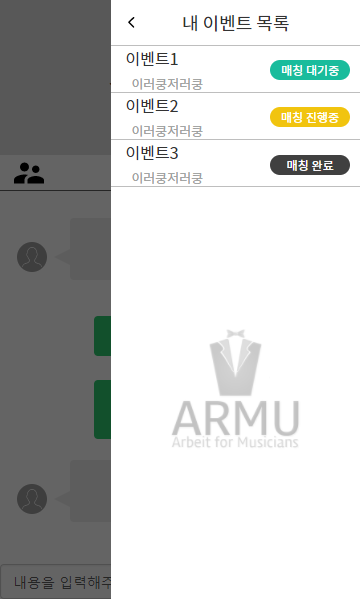 내 이벤트 목록
이벤트1
매칭 대기중
이러쿵저러쿵
이벤트2
매칭 진행중
이러쿵저러쿵
이벤트3
매칭 완료
이러쿵저러쿵
ARMU
Arbeit for Musicians
내용을 입력해주